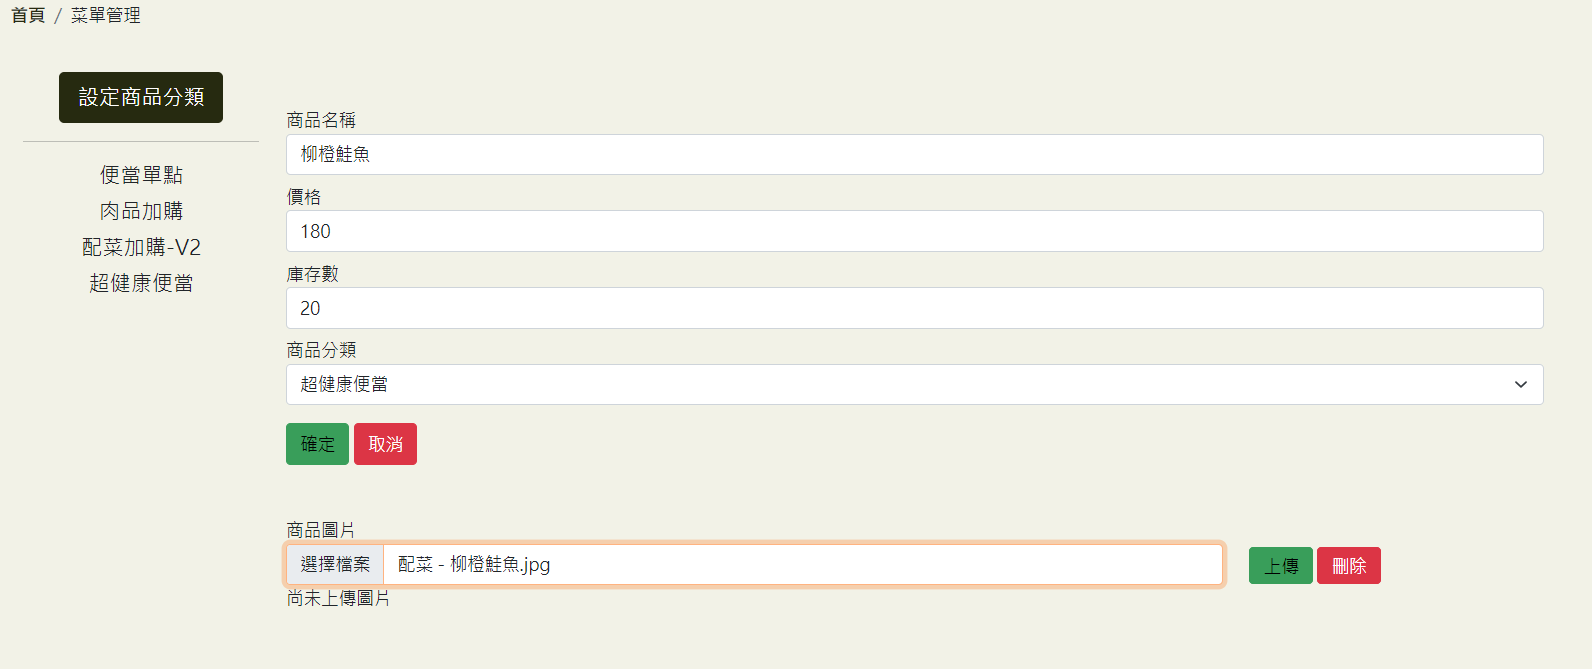 首頁 / 菜單管理
設定商品分類
便當單點
肉品加購
配菜加購-V2
超健康便當
商品名稱
柳橙鮭魚
價格
180
庫存數
20
商品分類
超健康便當
確定 取消
商品圖片
選擇檔案 配菜 - 柳橙鮭魚.jpg 上傳 刪除
尚未上傳圖片